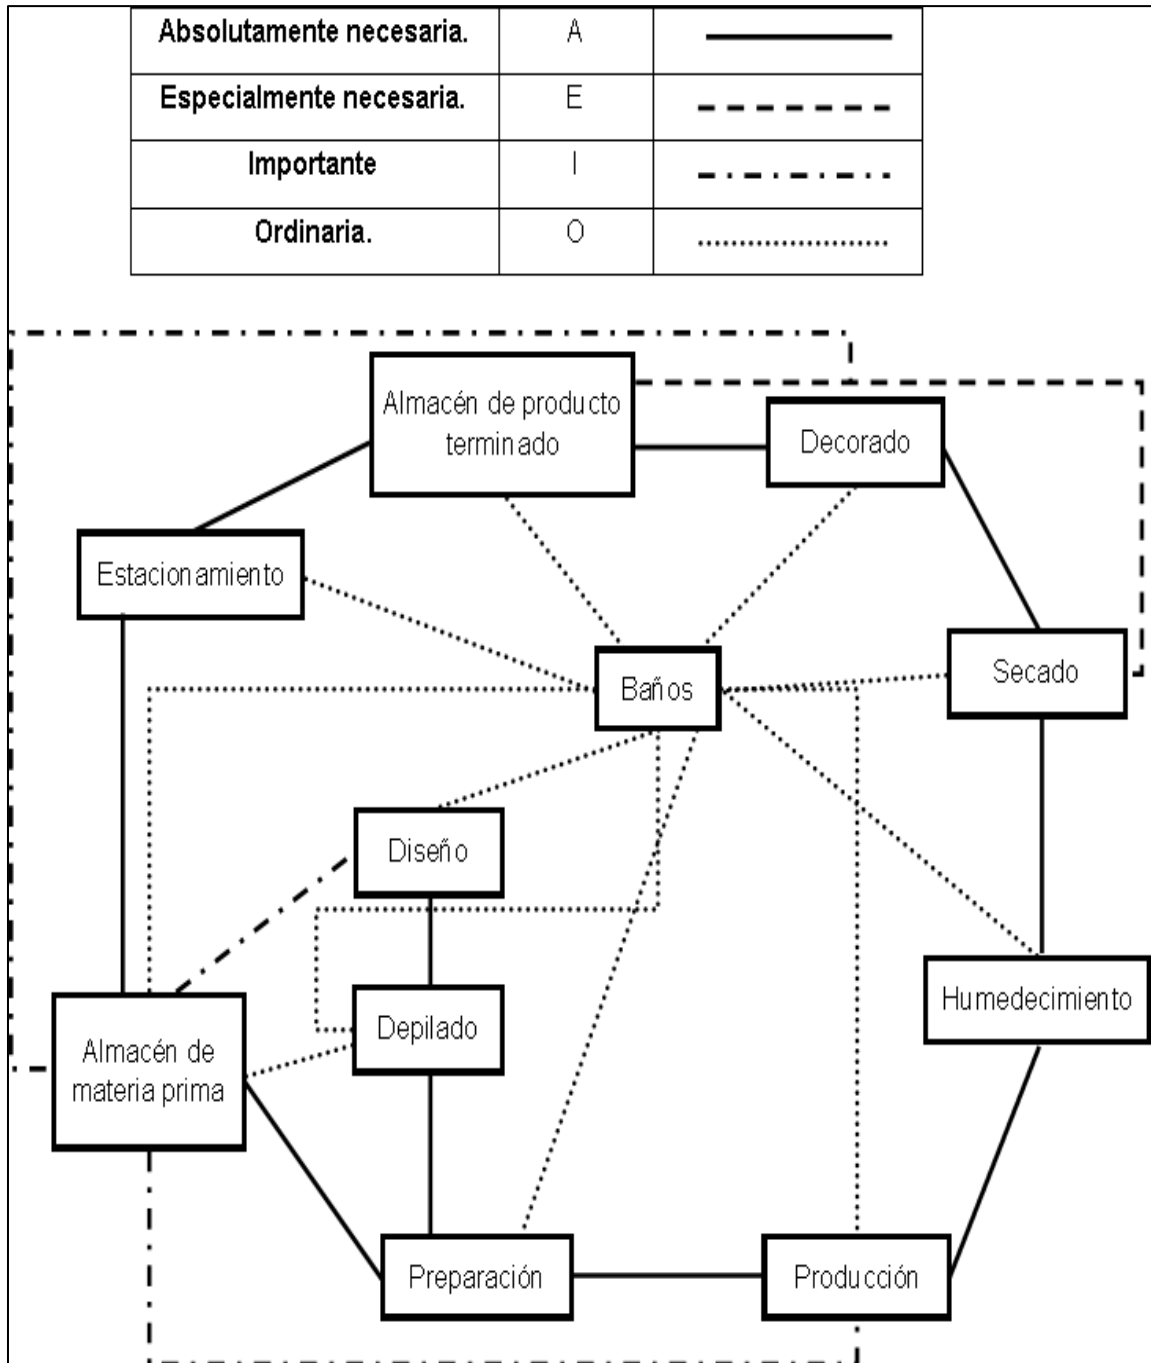 Absolutamente necesaria. A
Especialmente necesaria. E
Importante I
Ordinaria. O
Almacén de producto
terminado
Decorado
Estacionamiento
Baños
Secado
Diseño
Depilado
Humedecimiento
Almacén de
materia prima
Preparación
Producción